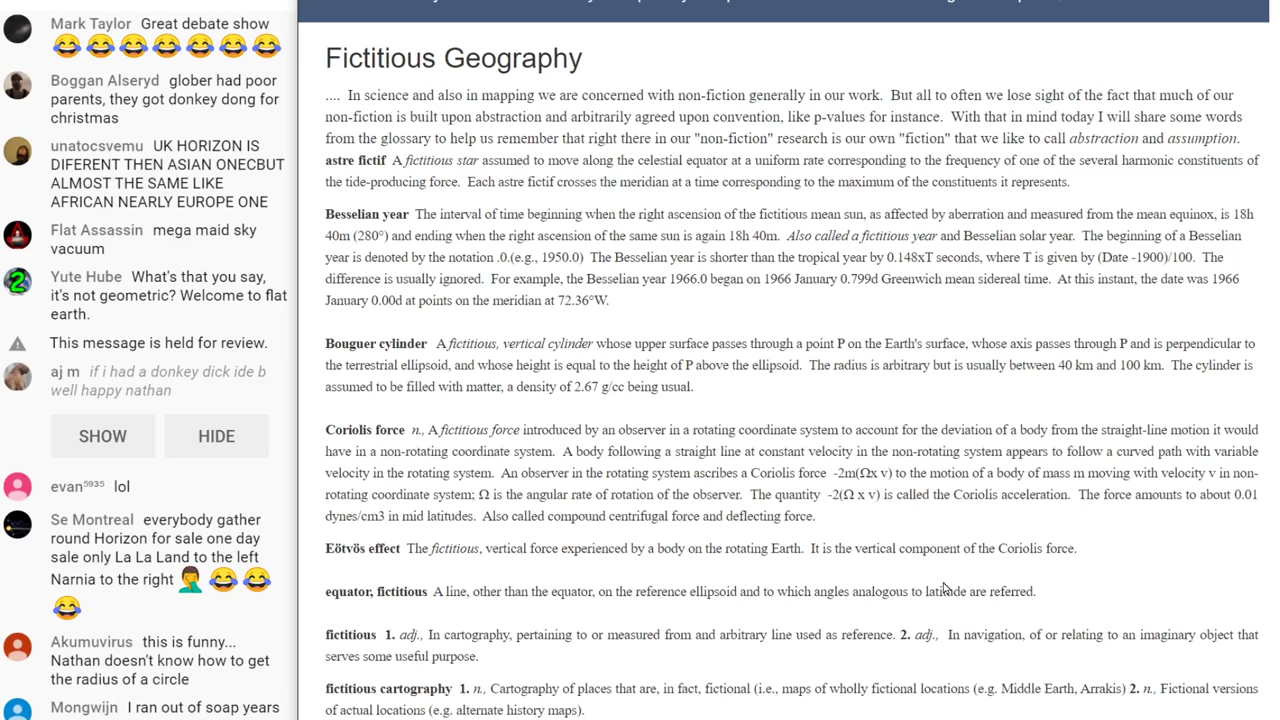 Mark Taylor Great debate show
Boggan Alseryd glober had poor
parents, they got donkey dong for
christmas
unatocsvemu UK HORIZON IS
DIFERENT THEN ASIAN ONECBUT
ALMOST THE SAME LIKE
AFRICAN NEARLY EUROPE ONE
Flat Assassin mega maid sky
vacuum
Yute Hube What's that you say,
it's not geometric? Welcome to flat
earth.
This message is held for review.
aj m if i had a donkey dick ide b
well happy nathan
SHOW HIDE
evan⁵⁹³⁵ lol
Se Montreal everybody gather
round Horizon for sale one day
sale only La La Land to the left
Narnia to the right
Akumuvirus this is funny...
Nathan doesn't know how to get
the radius of a circle
Mongwijn I ran out of soap years
Fictitious Geography
.... In science and also in mapping we are concerned with non-fiction generally in our work. But all to often we lose sight of the fact that much of our
non-fiction is built upon abstraction and arbitrarily agreed upon convention, like p-values for instance. With that in mind today I will share some words
from the glossary to help us remember that right there in our "non-fiction" research is our own "fiction" that we like to call abstraction and assumption.
astre fictif A fictitious star assumed to move along the celestial equator at a uniform rate corresponding to the frequency of one of the several harmonic constituents of
the tide-producing force. Each astre fictif crosses the meridian at a time corresponding to the maximum of the constituents it represents.
Besselian year The interval of time beginning when the right ascension of the fictitious mean sun, as affected by aberration and measured from the mean equinox, is 18h
40m (280°) and ending when the right ascension of the same sun is again 18h 40m. Also called a fictitious year and Besselian solar year. The beginning of a Besselian
year is denoted by the notation .0.(e.g., 1950.0) The Besselian year is shorter than the tropical year by 0.148xT seconds, where T is given by (Date -1900)/100. The
difference is usually ignored. For example, the Besselian year 1966.0 began on 1966 January 0.799d Greenwich mean sidereal time. At this instant, the date was 1966
January 0.00d at points on the meridian at 72.36°W.
Bouguer cylinder A fictitious, vertical cylinder whose upper surface passes through a point P on the Earth's surface, whose axis passes through P and is perpendicular to
the terrestrial ellipsoid, and whose height is equal to the height of P above the ellipsoid. The radius is arbitrary but is usually between 40 km and 100 km. The cylinder is
assumed to be filled with matter, a density of 2.67 g/cc being usual.
Coriolis force n., A fictitious force introduced by an observer in a rotating coordinate system to account for the deviation of a body from the straight-line motion it would
have in a non-rotating coordinate system. A body following a straight line at constant velocity in the non-rotating system appears to follow a curved path with variable
velocity in the rotating system. An observer in the rotating system ascribes a Coriolis force -2m(Ωx v) to the motion of a body of mass m moving with velocity v in non-
rotating coordinate system; Ω is the angular rate of rotation of the observer. The quantity -2(Ω x v) is called the Coriolis acceleration. The force amounts to about 0.01
dynes/cm3 in mid latitudes. Also called compound centrifugal force and deflecting force.
Eötvös effect The fictitious, vertical force experienced by a body on the rotating Earth. It is the vertical component of the Coriolis force.
equator, fictitious A line, other than the equator, on the reference ellipsoid and to which angles analogous to latitude are referred.
fictitious 1. adj., In cartography, pertaining to or measured from and arbitrary line used as reference. 2. adj., In navigation, of or relating to an imaginary object that
serves some useful purpose.
fictitious cartography 1. n., Cartography of places that are, in fact, fictional (i.e., maps of wholly fictional locations (e.g. Middle Earth, Arrakis) 2. n., Fictional versions
of actual locations (e.g. alternate history maps).